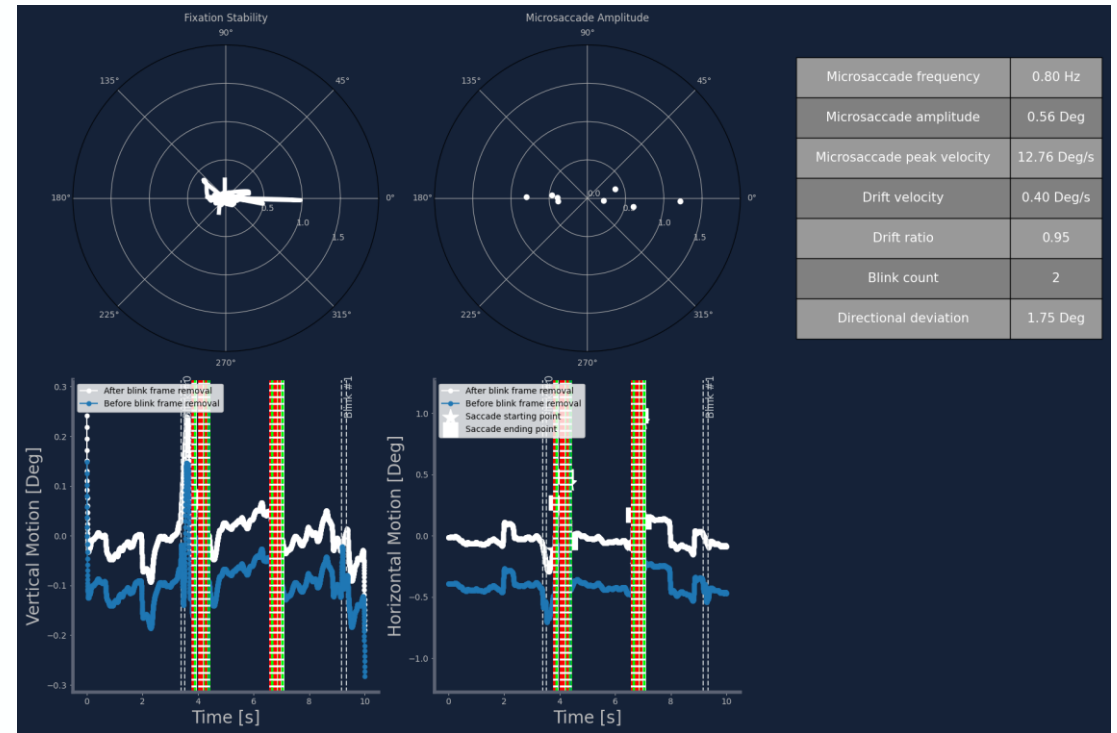 Fixation Stability
90°
135°
45°
180°
0.5
1.0
1.5
0°
225°
315°
270°
Microsaccade Amplitude
90°
135°
45°
180°
0.0
0.5
1.0
1.5
0°
225°
315°
270°
Microsaccade frequency 0.80 Hz
Microsaccade amplitude 0.56 Deg
Microsaccade peak velocity 12.76 Deg/s
Drift velocity 0.40 Deg/s
Drift ratio 0.95
Blink count 2
Directional deviation 1.75 Deg
After blink frame removal
Before blink frame removal
Blink #1
Vertical Motion [Deg]
0.3
0.2
0.1
0.0
−0.1
−0.2
−0.3
0 2 4 6 8 10
Time [s]
After blink frame removal
Before blink frame removal
Saccade starting point
Saccade ending point
Blink #1
Horizontal Motion [Deg]
1.0
0.5
0.0
−0.5
−1.0
0 2 4 6 8 10
Time [s]